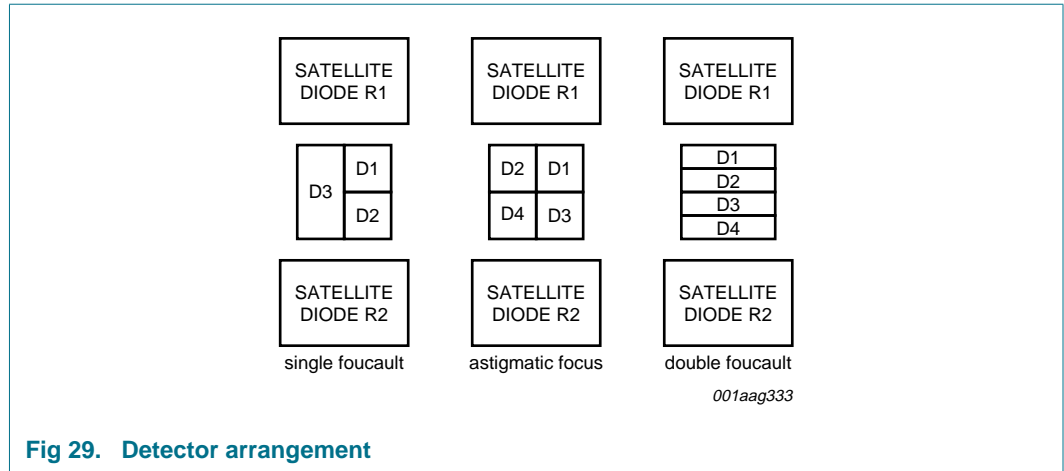 SATELLITE
DIODE R1
SATELLITE
DIODE R1
SATELLITE
DIODE R1
D3
D1
D2
D2
D1
D4
D3
D1
D2
D3
D4
SATELLITE
DIODE R2
SATELLITE
DIODE R2
SATELLITE
DIODE R2
single foucault
astigmatic focus
double foucault
001aag333
Fig 29. Detector arrangement